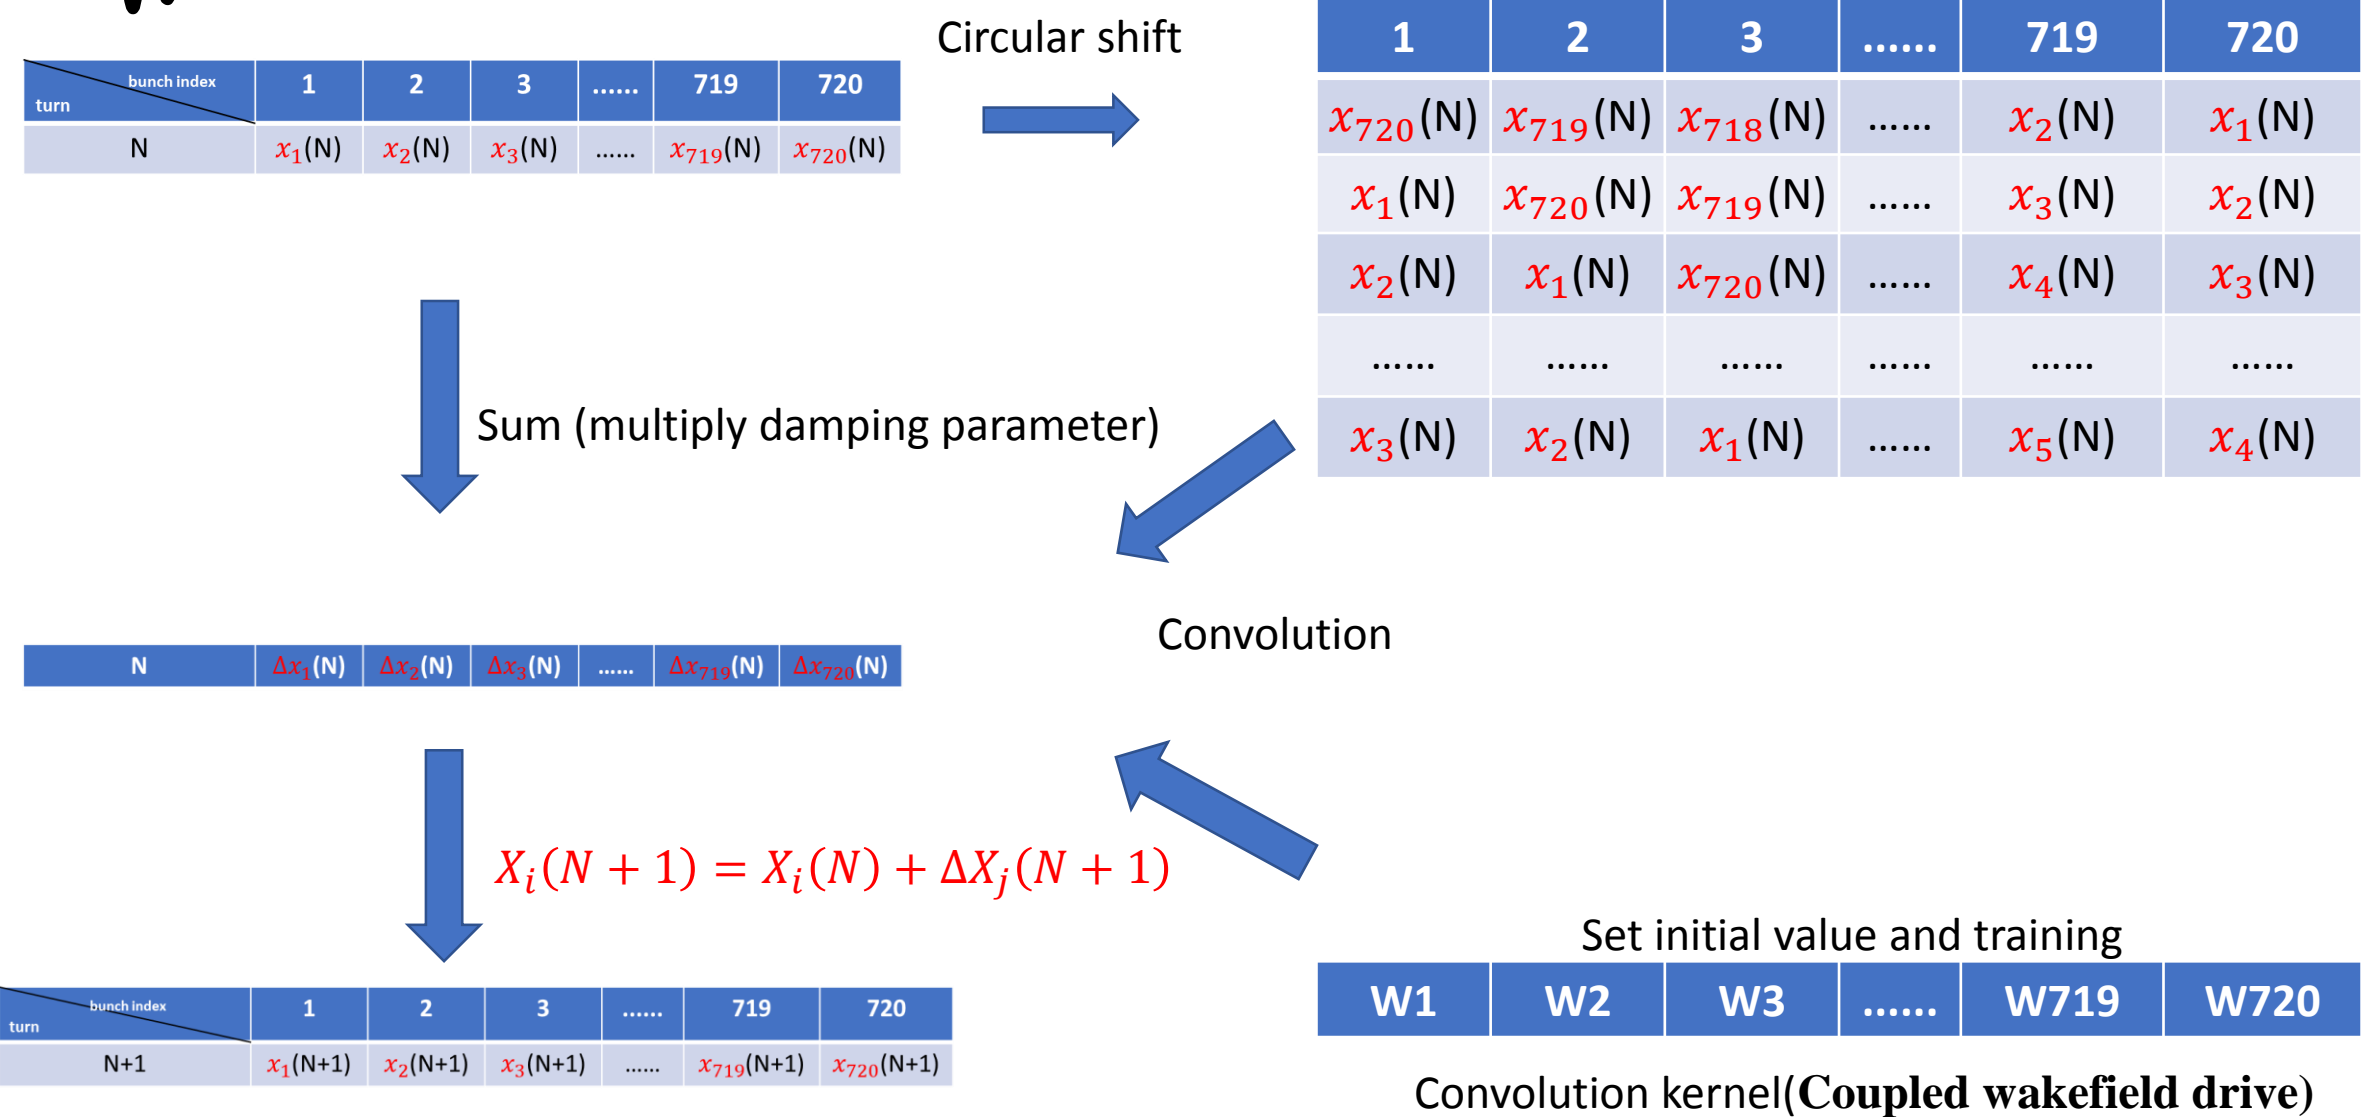 Circular shift
bunch index
turn
1 2 3 ...... 719 720
N x₁(N) x₂(N) x₃(N) ...... x₇₁₉(N) x₇₂₀(N)
1 2 3 ...... 719 720
x₇₂₀(N) x₇₁₉(N) x₇₁₈(N) ...... x₂(N) x₁(N)
x₁(N) x₇₂₀(N) x₇₁₉(N) ...... x₃(N) x₂(N)
x₂(N) x₁(N) x₇₂₀(N) ...... x₄(N) x₃(N)
...... ...... ...... ...... ...... ......
x₃(N) x₂(N) x₁(N) ...... x₅(N) x₄(N)
Sum (multiply damping parameter)
Convolution
N Δx₁(N) Δx₂(N) Δx₃(N) ...... Δx₇₁₉(N) Δx₇₂₀(N)
Xᵢ(N + 1) = Xᵢ(N) + ΔXⱼ(N + 1)
bunch index
turn
1 2 3 ...... 719 720
N+1 x₁(N+1) x₂(N+1) x₃(N+1) ...... x₇₁₉(N+1) x₇₂₀(N+1)
Set initial value and training
W1 W2 W3 ...... W719 W720
Convolution kernel(Coupled wakefield drive)